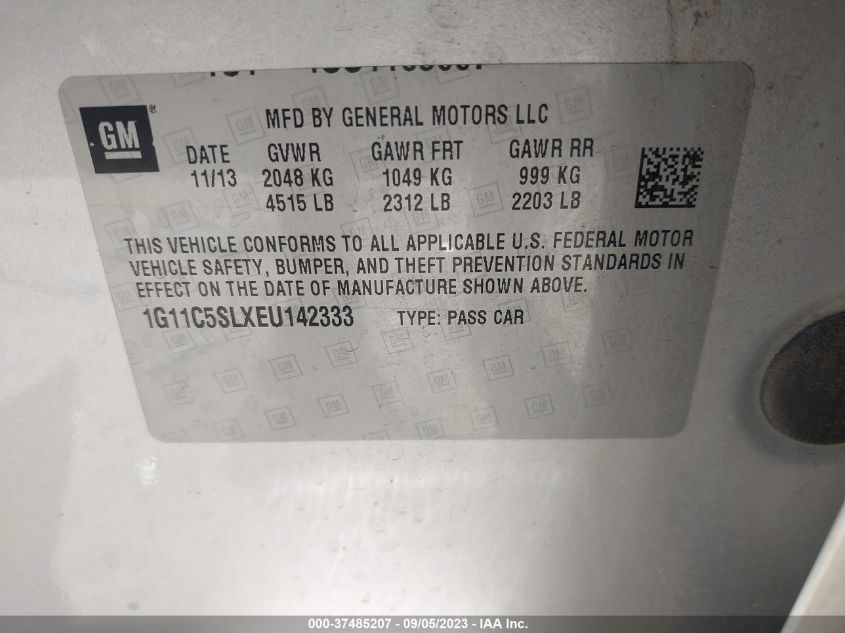 GM ®
MFD BY GENERAL MOTORS LLC
DATE GVWR GAWR FRT GAWR RR
11/13 2048 KG 1049 KG 999 KG
4515 LB 2312 LB 2203 LB
THIS VEHICLE CONFORMS TO ALL APPLICABLE U.S. FEDERAL MOTOR
VEHICLE SAFETY, BUMPER, AND THEFT PREVENTION STANDARDS IN
EFFECT ON THE DATE OF MANUFACTURE SHOWN ABOVE.
1G11C5SLXEU142333 TYPE: PASS CAR
000-37485207 - 09/05/2023 - © IAA Inc.